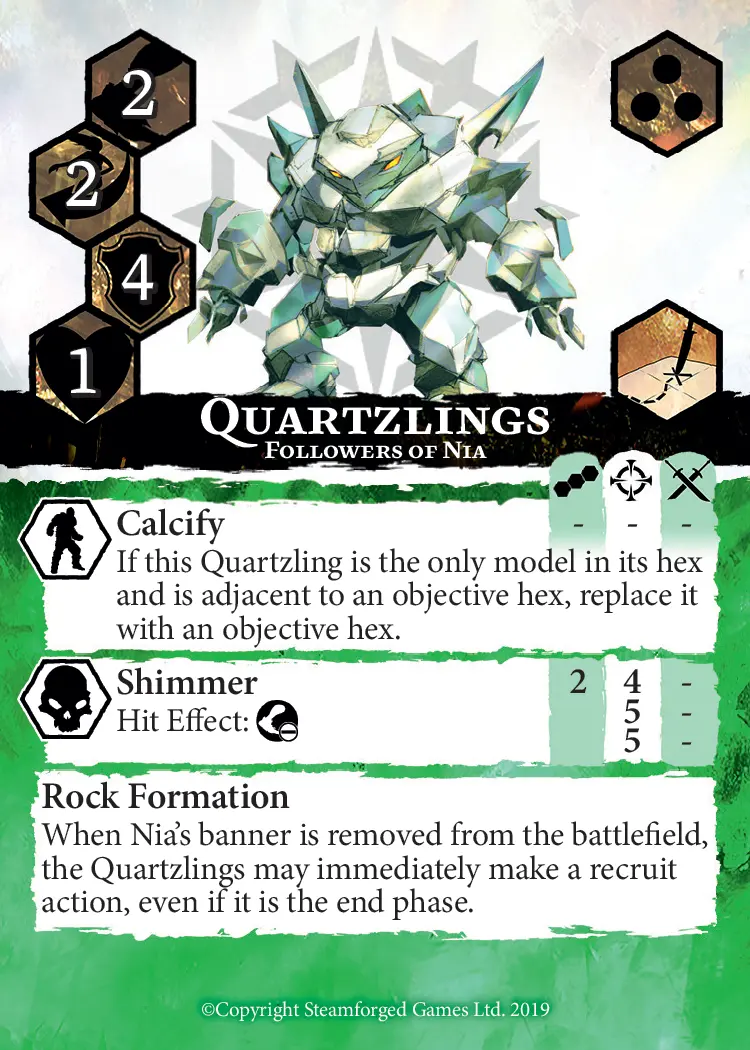 2
2
4
1
QUARTZLINGS
FOLLOWERS OF NIA
Calcify - - -
If this Quartzling is the only model in its hex
and is adjacent to an objective hex, replace it
with an objective hex.
Shimmer 2 4 -
Hit Effect: 5 -
5 -
Rock Formation
When Nia's banner is removed from the battlefield,
the Quartzlings may immediately make a recruit
action, even if it is the end phase.
©Copyright Steamforged Games Ltd. 2019